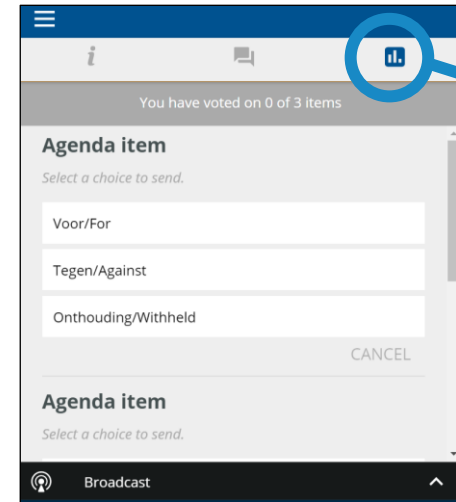 i
You have voted on 0 of 3 items
Agenda item
Select a choice to send.
Voor/For
Tegen/Against
Onthouding/Withheld
CANCEL
Agenda item
Select a choice to send.
Broadcast